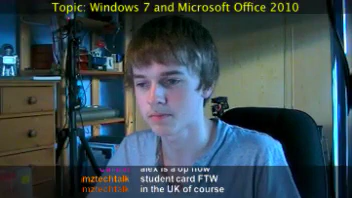 Topic: Windows 7 and Microsoft Office 2010
alex is a op now
mztechtalk student card FTW
mztechtalk in the UK of course